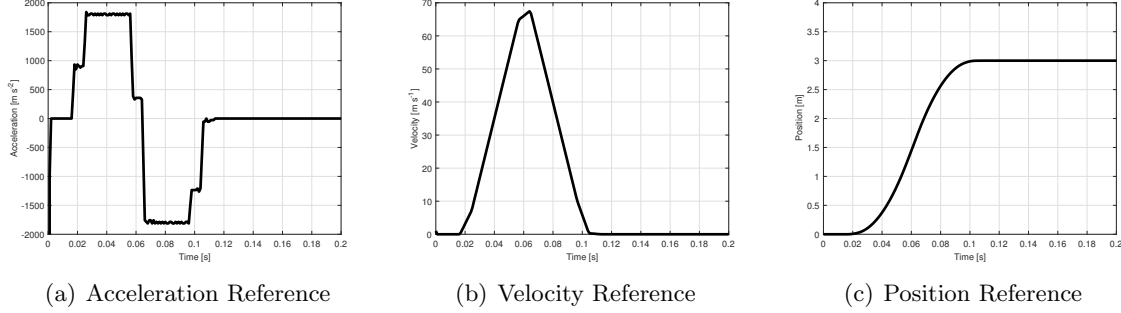 2000
1500
1000
500
0
-500
-1000
-1500
-2000
Acceleration [m s⁻²]
0 0.02 0.04 0.06 0.08 0.1 0.12 0.14 0.16 0.18 0.2
Time [s]
(a) Acceleration Reference
70
60
50
40
30
20
10
0
Velocity [m s⁻¹]
0 0.02 0.04 0.06 0.08 0.1 0.12 0.14 0.16 0.18 0.2
Time [s]
(b) Velocity Reference
4
3.5
3
2.5
2
1.5
1
0.5
0
Position [m]
0 0.02 0.04 0.06 0.08 0.1 0.12 0.14 0.16 0.18 0.2
Time [s]
(c) Position Reference